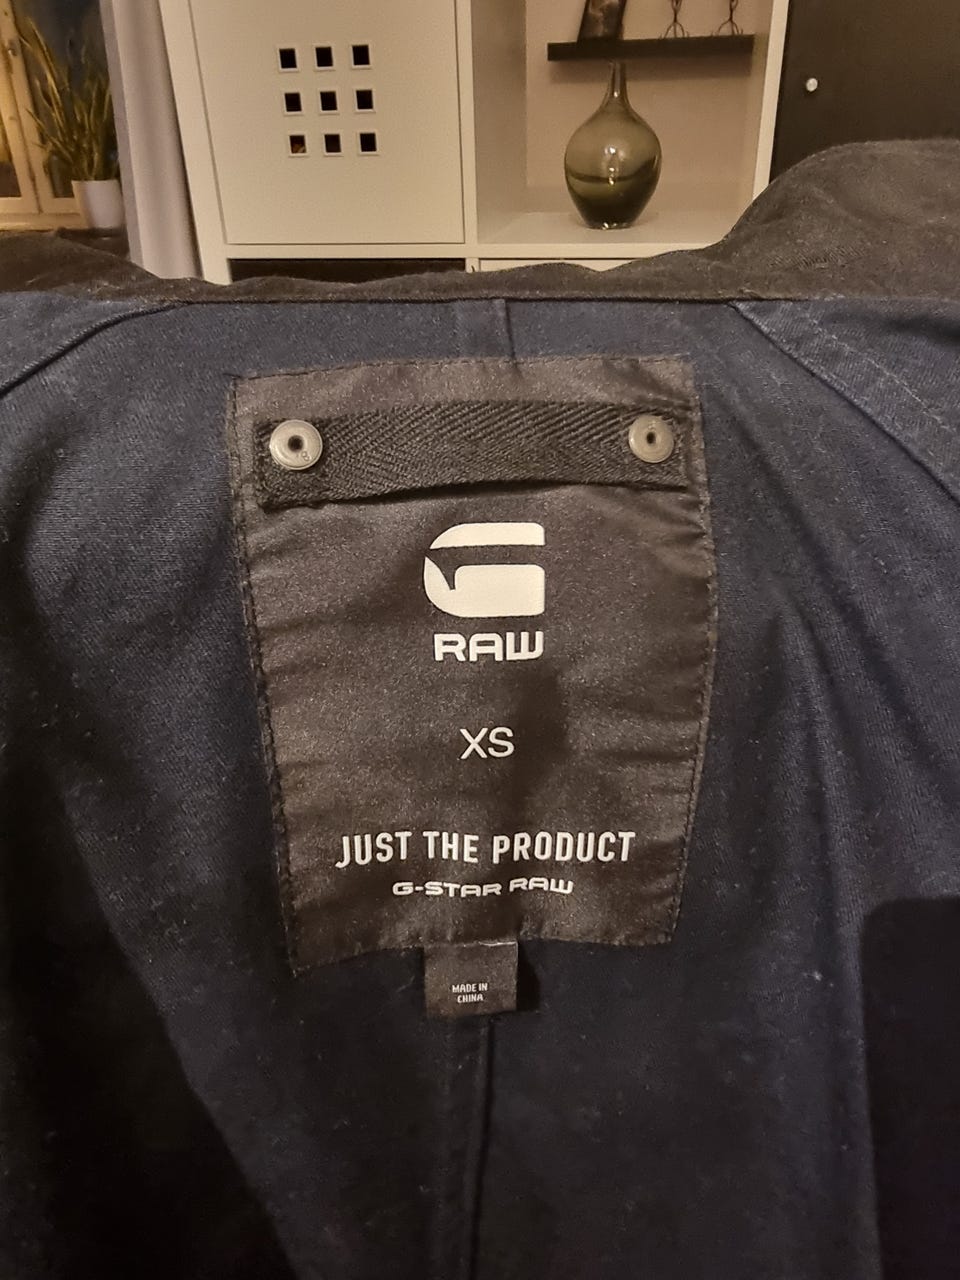 G
RAW
XS
JUST THE PRODUCT
G-STAR RAW
MADE IN
CHINA